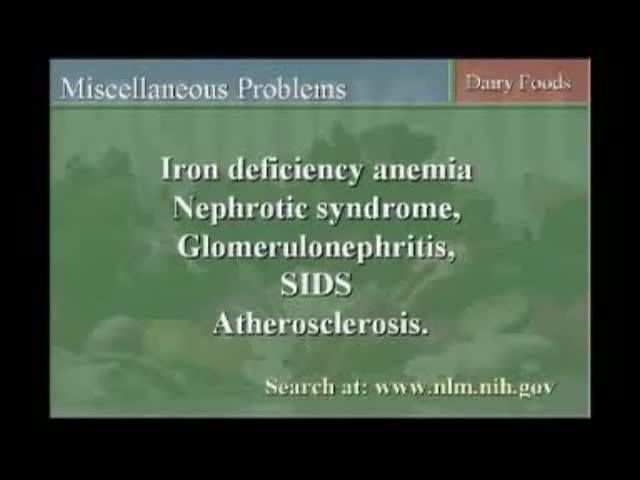 Miscellaneous Problems
Dairy Foods
Iron deficiency anemia
Nephrotic syndrome,
Glomerulonephritis,
SIDS
Atherosclerosis.
Search at: www.nlm.nih.gov